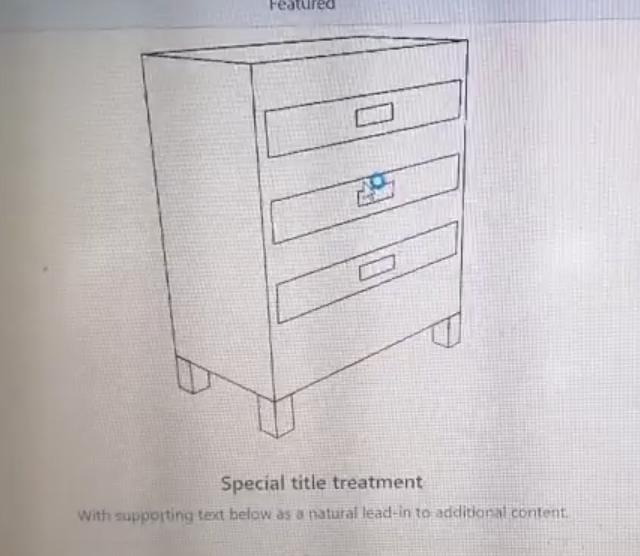 Featured
Special title treatment
With supporting text below as a natural lead-in to additional content.